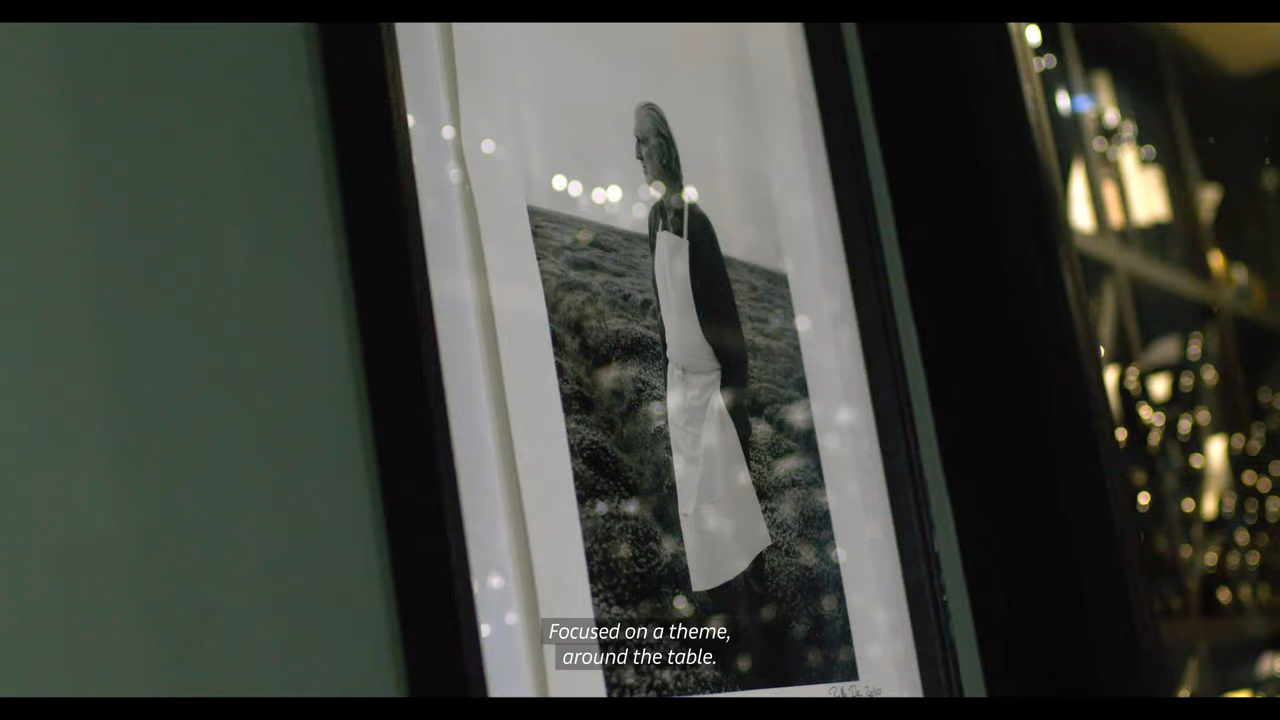 Focused on a theme,
around the table.